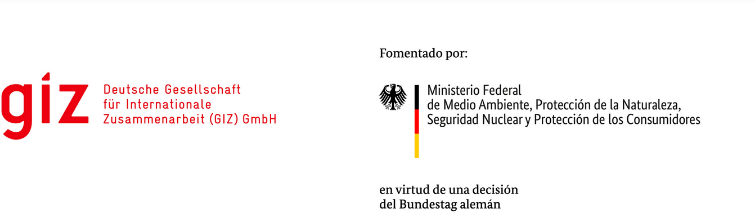 giz
Deutsche Gesellschaft
für Internationale
Zusammenarbeit (GIZ) GmbH
Fomentado por:
Ministerio Federal
de Medio Ambiente, Protección de la Naturaleza,
Seguridad Nuclear y Protección de los Consumidores
en virtud de una decisión
del Bundestag alemán